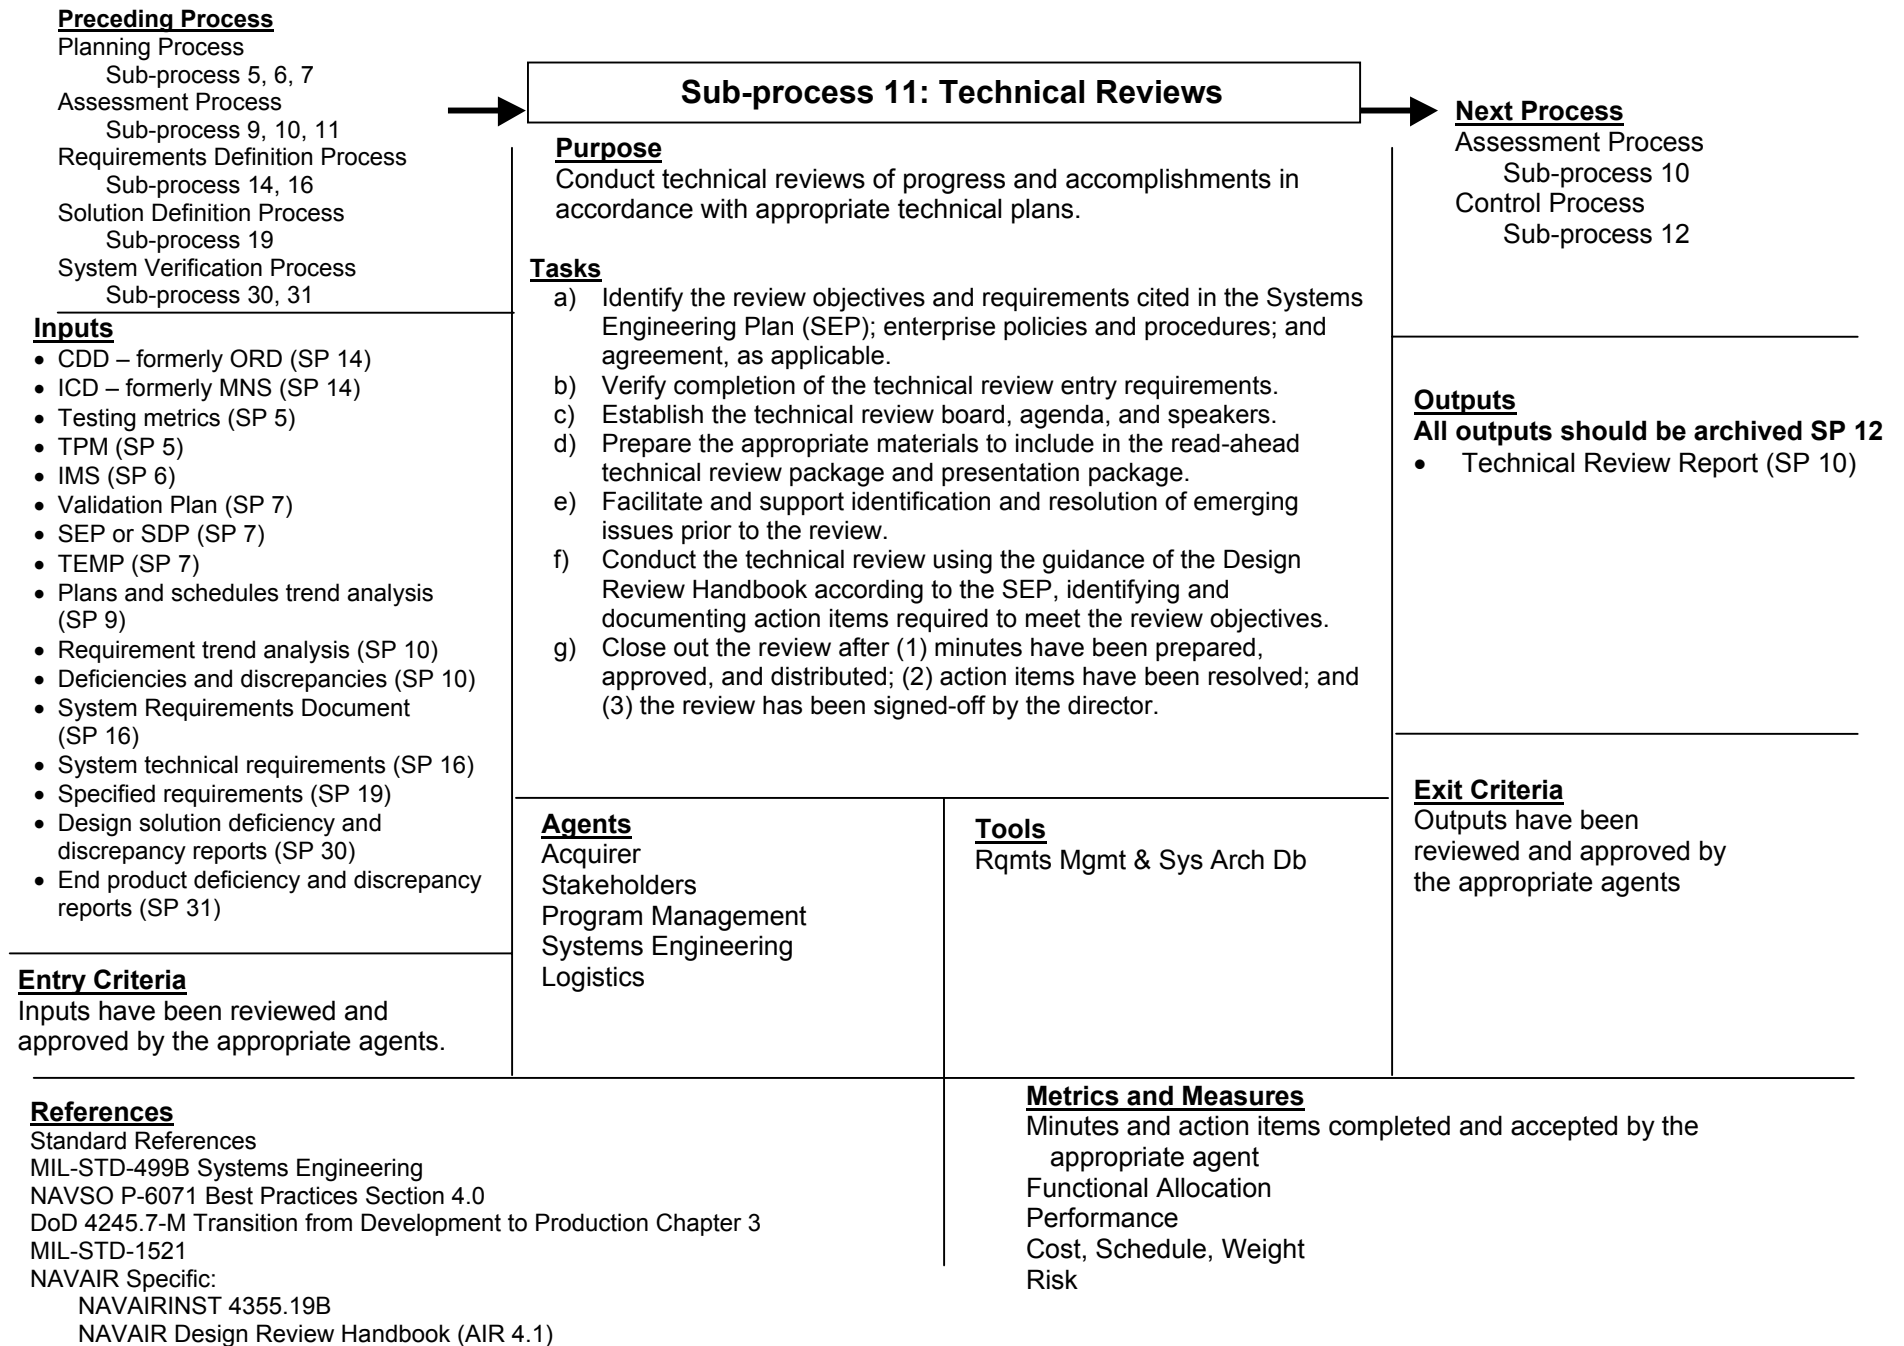 Preceding Process
Planning Process
Sub-process 5, 6, 7
Assessment Process
Sub-process 9, 10, 11
Requirements Definition Process
Sub-process 14, 16
Solution Definition Process
Sub-process 19
System Verification Process
Sub-process 30, 31
Inputs
• CDD – formerly ORD (SP 14)
• ICD – formerly MNS (SP 14)
• Testing metrics (SP 5)
• TPM (SP 5)
• IMS (SP 6)
• Validation Plan (SP 7)
• SEP or SDP (SP 7)
• TEMP (SP 7)
• Plans and schedules trend analysis
(SP 9)
• Requirement trend analysis (SP 10)
• Deficiencies and discrepancies (SP 10)
• System Requirements Document
(SP 16)
• System technical requirements (SP 16)
• Specified requirements (SP 19)
• Design solution deficiency and
discrepancy reports (SP 30)
• End product deficiency and discrepancy
reports (SP 31)
Entry Criteria
Inputs have been reviewed and
approved by the appropriate agents.
Sub-process 11: Technical Reviews
Purpose
Conduct technical reviews of progress and accomplishments in
accordance with appropriate technical plans.
Tasks
a) Identify the review objectives and requirements cited in the Systems
Engineering Plan (SEP); enterprise policies and procedures; and
agreement, as applicable.
b) Verify completion of the technical review entry requirements.
c) Establish the technical review board, agenda, and speakers.
d) Prepare the appropriate materials to include in the read-ahead
technical review package and presentation package.
e) Facilitate and support identification and resolution of emerging
issues prior to the review.
f) Conduct the technical review using the guidance of the Design
Review Handbook according to the SEP, identifying and
documenting action items required to meet the review objectives.
g) Close out the review after (1) minutes have been prepared,
approved, and distributed; (2) action items have been resolved; and
(3) the review has been signed-off by the director.
Agents
Acquirer
Stakeholders
Program Management
Systems Engineering
Logistics
Tools
Rqmts Mgmt & Sys Arch Db
Next Process
Assessment Process
Sub-process 10
Control Process
Sub-process 12
Outputs
All outputs should be archived SP 12
• Technical Review Report (SP 10)
Exit Criteria
Outputs have been
reviewed and approved by
the appropriate agents
References
Standard References
MIL-STD-499B Systems Engineering
NAVSO P-6071 Best Practices Section 4.0
DoD 4245.7-M Transition from Development to Production Chapter 3
MIL-STD-1521
NAVAIR Specific:
NAVAIRINST 4355.19B
NAVAIR Design Review Handbook (AIR 4.1)
Metrics and Measures
Minutes and action items completed and accepted by the
appropriate agent
Functional Allocation
Performance
Cost, Schedule, Weight
Risk